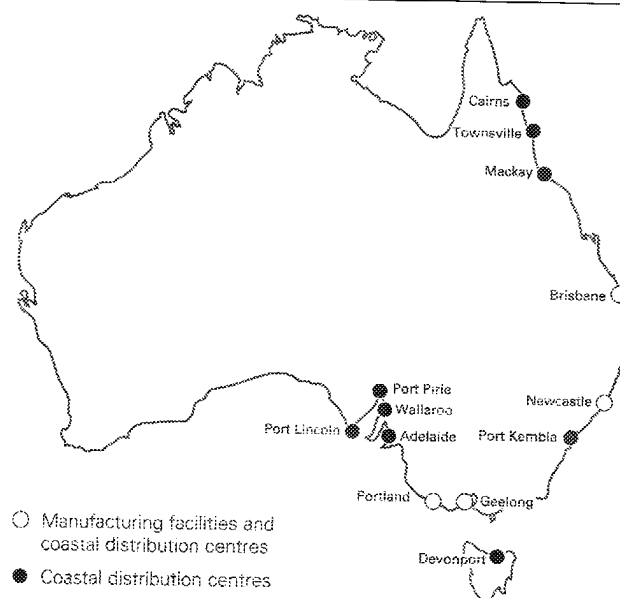 Cairns
Townsville
Mackay
Brisbane
Port Pirie
Wallaroo
Newcastle
Port Lincoln
Adelaide
Port Kembla
Portland
Geelong
Manufacturing facilities and
coastal distribution centres
Devonport
Coastal distribution centres